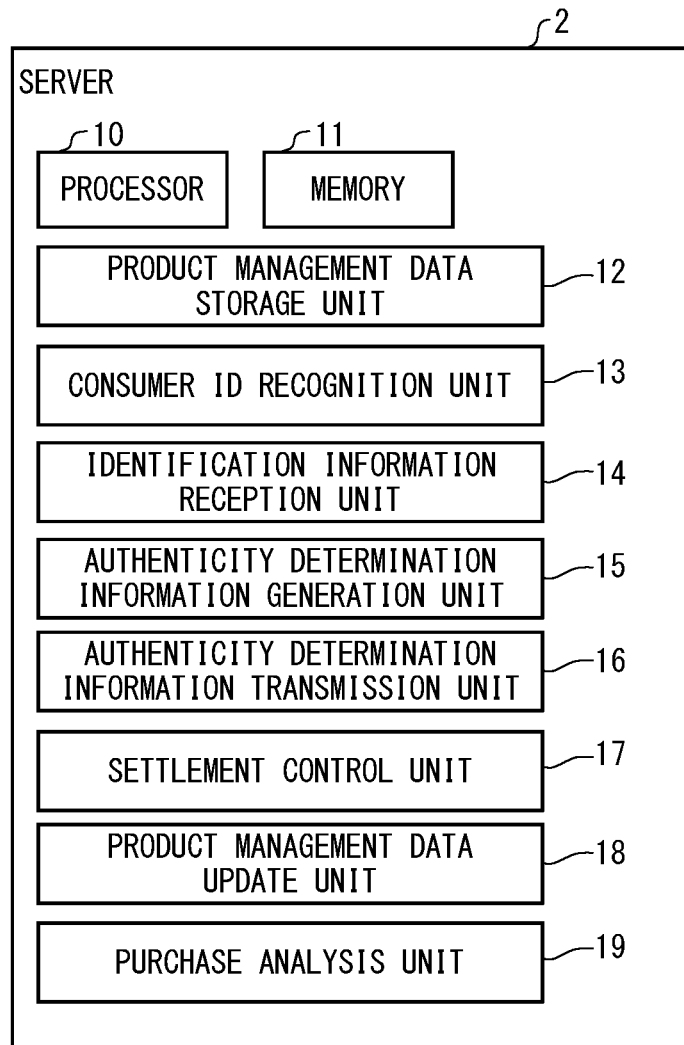 2
SERVER
10
11
PROCESSOR
MEMORY
PRODUCT MANAGEMENT DATA
STORAGE UNIT
12
CONSUMER ID RECOGNITION UNIT
13
IDENTIFICATION INFORMATION
RECEPTION UNIT
14
AUTHENTICITY DETERMINATION
INFORMATION GENERATION UNIT
15
AUTHENTICITY DETERMINATION
INFORMATION TRANSMISSION UNIT
16
SETTLEMENT CONTROL UNIT
17
PRODUCT MANAGEMENT DATA
UPDATE UNIT
18
PURCHASE ANALYSIS UNIT
19